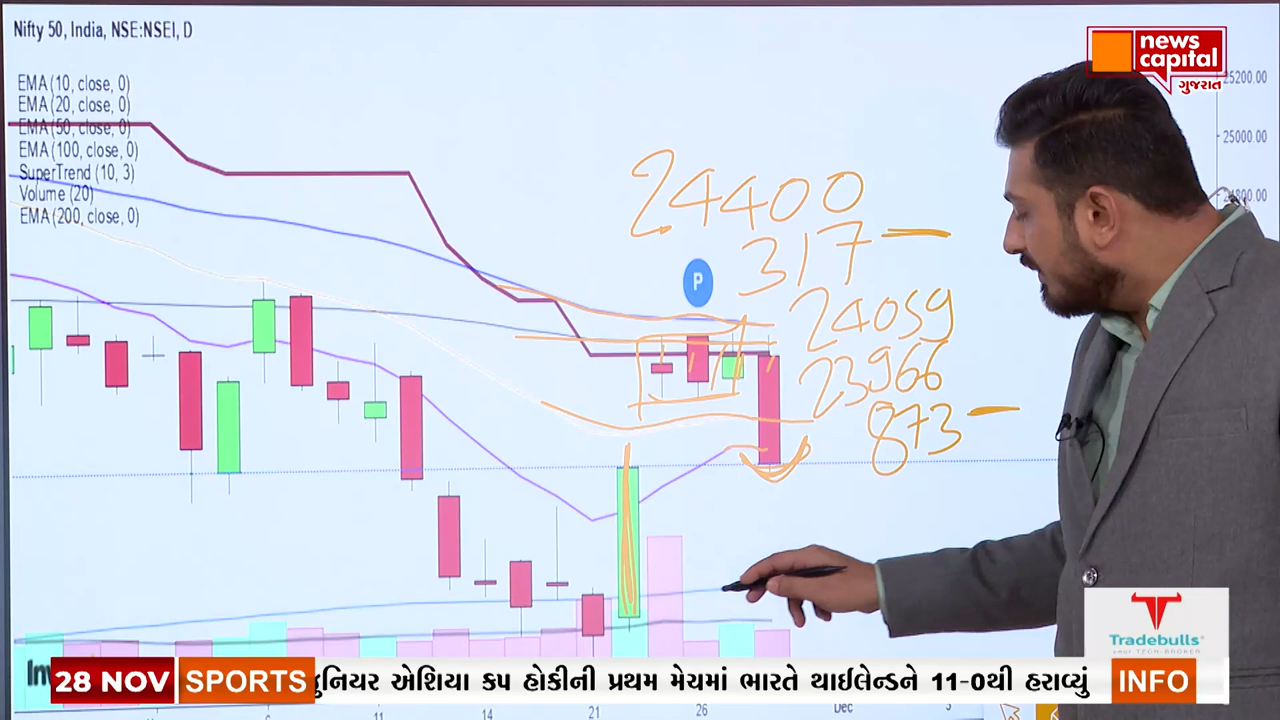 Nifty 50, India, NSE:NSEI, D
news
capital
ગુજરાત
EMA (10, close, 0)
EMA (20, close, 0)
EMA (50, close, 0)
EMA (100, close, 0)
SuperTrend (10, 3)
Volume (20)
EMA (200, close, 0)
25200.00
25000.00
24800.00
24400
317
P
24059
23966
873
Tradebulls
11
14
21
26
Dec
28 NOV SPORTS જુનિયર એશિયા કપ હોકીની પ્રથમ મેચમાં ભારતે થાઈલેન્ડને 11-0થી હરાવ્યું INFO